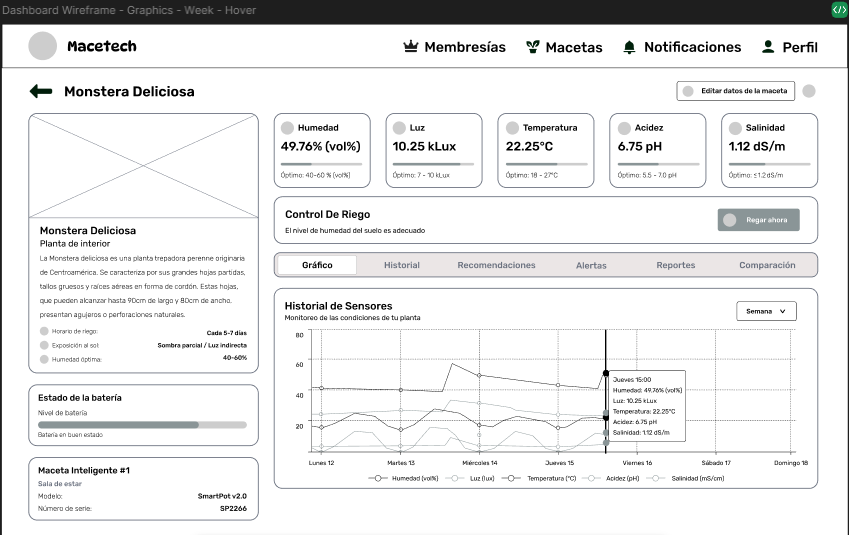 Dashboard Wireframe - Graphics - Week - Hover
Macetech
Membresías
Macetas
Notificaciones
Perfil
Monstera Deliciosa
Editar datos de la maceta
Monstera Deliciosa
Planta de interior
La Monstera deliciosa es una planta trepadora perenne originaria
de Centroamérica. Se caracteriza por sus grandes hojas partidas,
tallos gruesos y raíces aéreas en forma de cordón. Estas hojas,
que pueden alcanzar hasta 90cm de largo y 80cm de ancho,
presentan agujeros o perforaciones naturales.
Horario de riego:
Cada 5-7 días
Exposición al sol:
Sombra parcial / Luz indirecta
Humedad óptima:
40-60%
Estado de la batería
Nivel de batería
Batería en buen estado
Maceta Inteligente #1
Sala de estar
Modelo:
SmartPot v2.0
Número de serie:
SP2266
Humedad
49.76% (vol%)
Óptimo: 40-60 % (vol%)
Luz
10.25 kLux
Óptimo: 7 - 10 kLux
Temperatura
22.25°C
Óptimo: 18 - 27°C
Acidez
6.75 pH
Óptimo: 5.5 - 7.0 pH
Salinidad
1.12 dS/m
Óptimo: ≤1.2 dS/m
Control De Riego
El nivel de humedad del suelo es adecuado
Regar ahora
Gráfico
Historial
Recomendaciones
Alertas
Reportes
Comparación
Historial de Sensores
Monitoreo de las condiciones de tu planta
Semana
80
60
40
20
Jueves 15:00
Humedad: 49.76% (vol%)
Luz: 10.25 kLux
Temperatura: 22.25°C
Acidez: 6.75 pH
Salinidad: 1.12 dS/m
Lunes 12
Martes 13
Miércoles 14
Jueves 15
Viernes 16
Sábado 17
Domingo 18
Humedad (vol%)
Luz (lux)
Temperatura (°C)
Acidez (pH)
Salinidad (mS/cm)